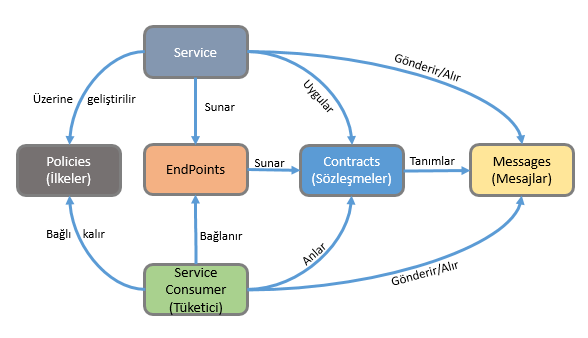 Service
Gönderir/Alır
Üzerine geliştirilir
Sunar
Uygular
Policies
(İlkeler)
EndPoints
Sunar
Contracts
(Sözleşmeler)
Tanımlar
Messages
(Mesajlar)
Bağlı kalır
Bağlanır
Anlar
Gönderir/Alır
Service
Consumer
(Tüketici)